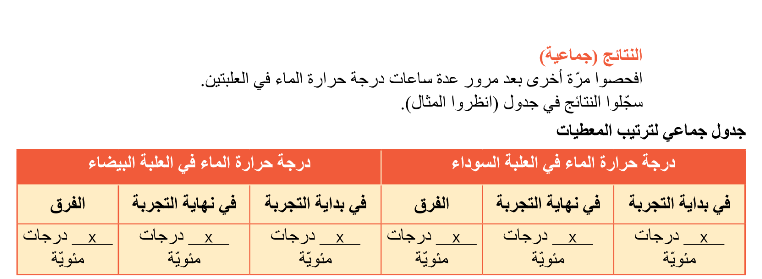 النتائج (جماعية)
افحصوا مرّة أخرى بعد مرور عدة ساعات درجة حرارة الماء في العلبتين.
سجّلوا النتائج في جدول (انظروا المثال).
جدول جماعي لترتيب المعطيات
درجة حرارة الماء في العلبة السوداء درجة حرارة الماء في العلبة البيضاء
في بداية التجربة في نهاية التجربة الفرق في بداية التجربة في نهاية التجربة الفرق
__x__ درجات __x__ درجات __x__ درجات __x__ درجات __x__ درجات __x__ درجات
مئويّة مئويّة مئويّة مئويّة مئويّة مئويّة